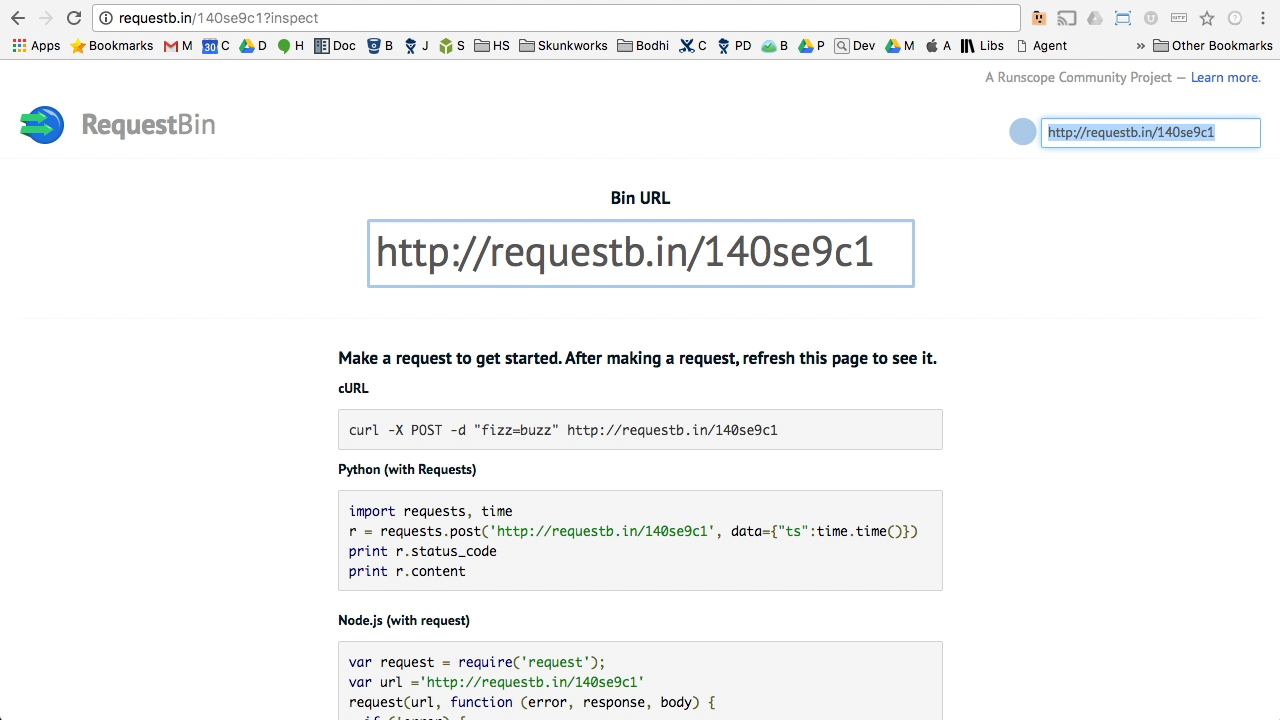 requestb.in/140se9c1?inspect
Apps Bookmarks M 30 C D H Doc B J S HS Skunkworks Bodhi C PD B P Dev M A Libs Agent » Other Bookmarks
A Runscope Community Project — Learn more.
RequestBin
http://requestb.in/140se9c1
Bin URL
http://requestb.in/140se9c1
Make a request to get started. After making a request, refresh this page to see it.
cURL
curl -X POST -d "fizz=buzz" http://requestb.in/140se9c1
Python (with Requests)
import requests, time
r = requests.post('http://requestb.in/140se9c1', data={"ts":time.time()})
print r.status_code
print r.content
Node.js (with request)
var request = require('request');
var url ='http://requestb.in/140se9c1'
request(url, function (error, response, body) {